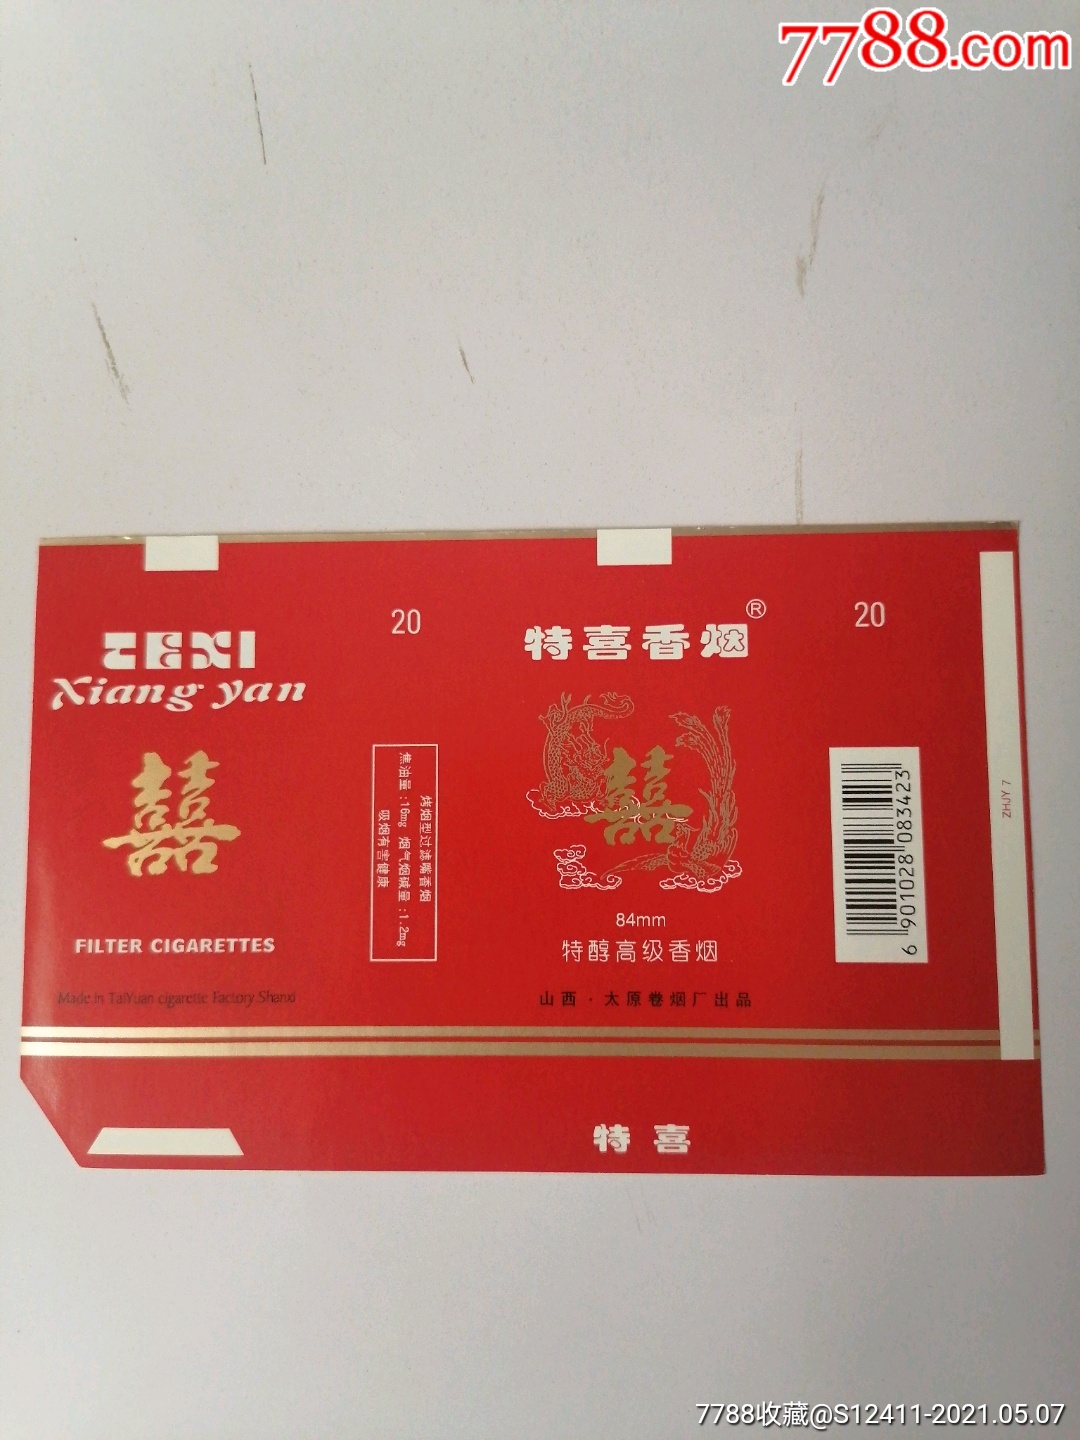 7788.com
TEXI
Xiang yan
囍
FILTER CIGARETTES
Made in TaiYuan cigarette Factory.Shanxi
20
烤烟型过滤嘴香烟
焦油量:16mg 烟气烟碱量:1.2mg
吸烟有害健康
特喜香烟®
囍
84mm
特醇高级香烟
山西·太原卷烟厂出品
20
6 901028 083423
ZHJY 7
特喜
7788收藏@S12411-2021.05.07